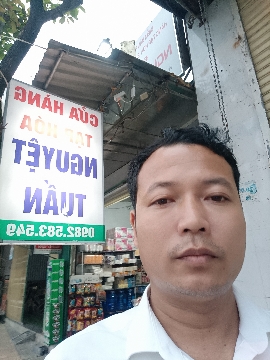 CỬA HÀNG
TẠP HÓA
NGUYỆT
TUẤN
0982.583.549